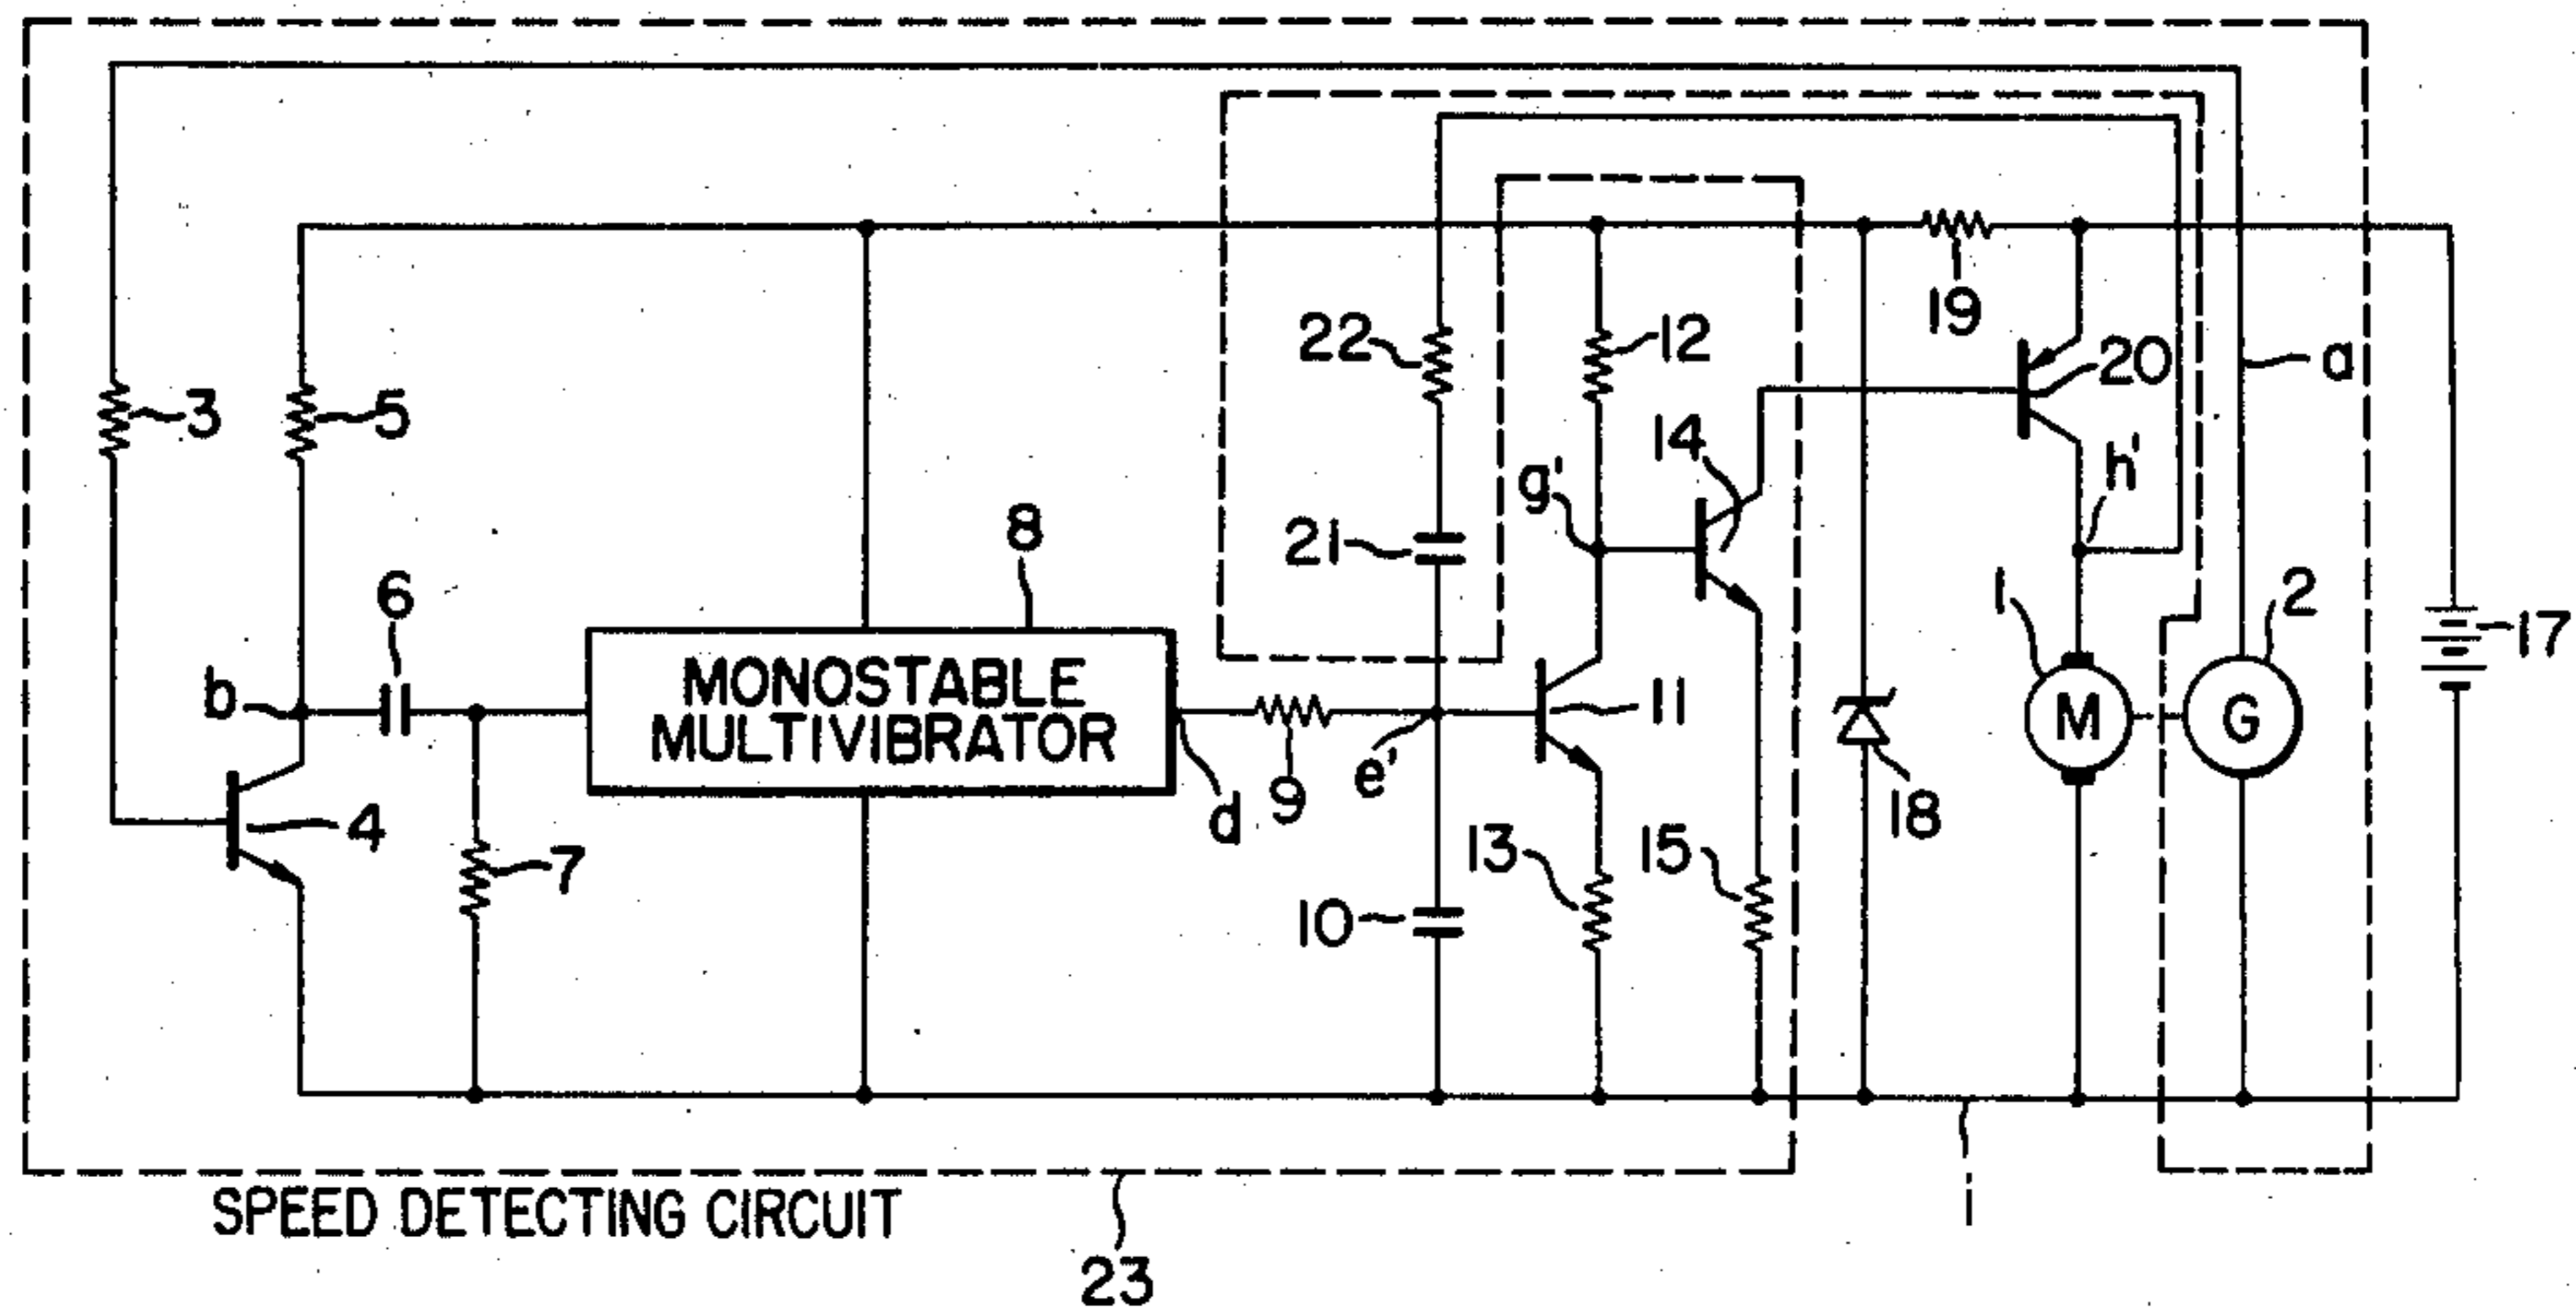 a
19
22
12
20
3
5
14
g'
h'
21
8
6
1
2
17
b
MONOSTABLE
MULTIVIBRATOR
11
M
G
e'
9
d
18
4
13
15
7
10
SPEED DETECTING CIRCUIT
i
23